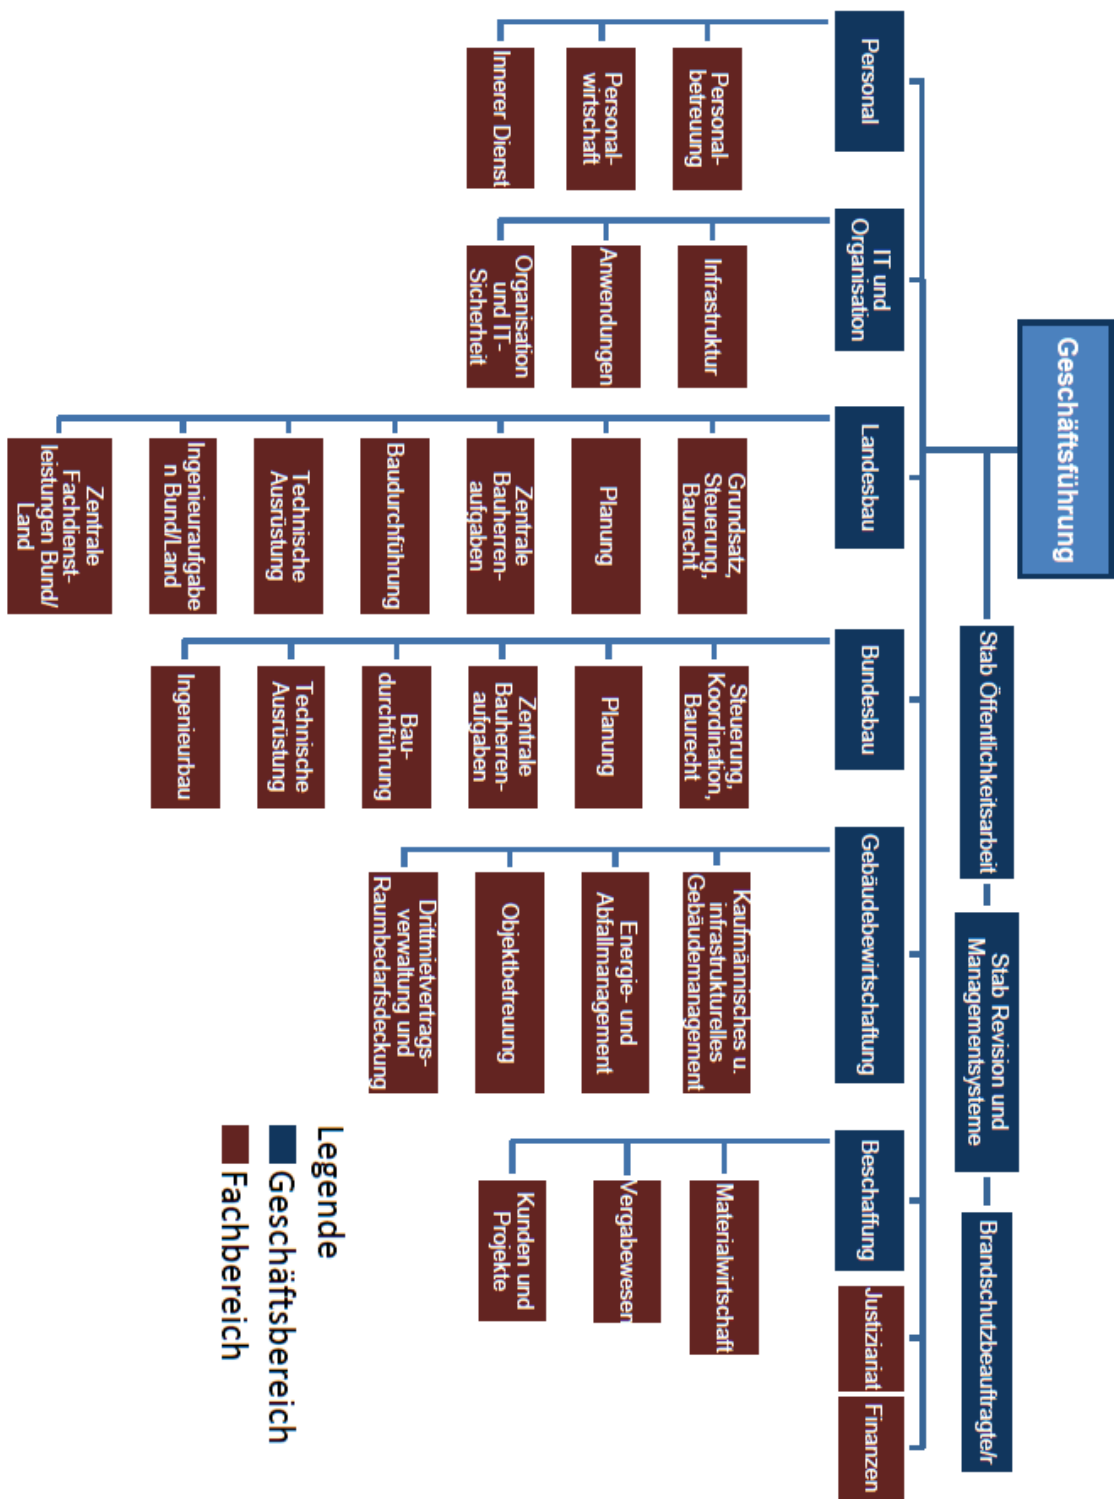 Geschäftsführung
Stab Öffentlichkeitsarbeit
Stab Revision und
Managementsysteme
Brandschutzbeauftragte/r
Personal
Personal-
betreuung
Personal-
wirtschaft
Innerer Dienst
IT und
Organisation
Infrastruktur
Anwendungen
Organisation
und IT-
Sicherheit
Landesbau
Grundsatz,
Steuerung,
Baurecht
Planung
Zentrale
Bauherren-
aufgaben
Baudurchführung
Technische
Ausrüstung
Ingenieuraufgabe
n Bund/Land
Zentrale
Fachdienst-
leistungen Bund/
Land
Bundesbau
Steuerung,
Koordination,
Baurecht
Planung
Zentrale
Bauherren-
aufgaben
Bau-
durchführung
Technische
Ausrüstung
Ingenieurbau
Gebäudebewirtschaftung
Kaufmännisches u.
infrastrukturelles
Gebäudemanagement
Energie- und
Abfallmanagement
Objektbetreuung
Drittmietvertrags-
verwaltung und
Raumbedarfsdeckung
Beschaffung
Materialwirtschaft
Vergabewesen
Kunden und
Projekte
Justiziariat
Finanzen
Legende
Geschäftsbereich
Fachbereich